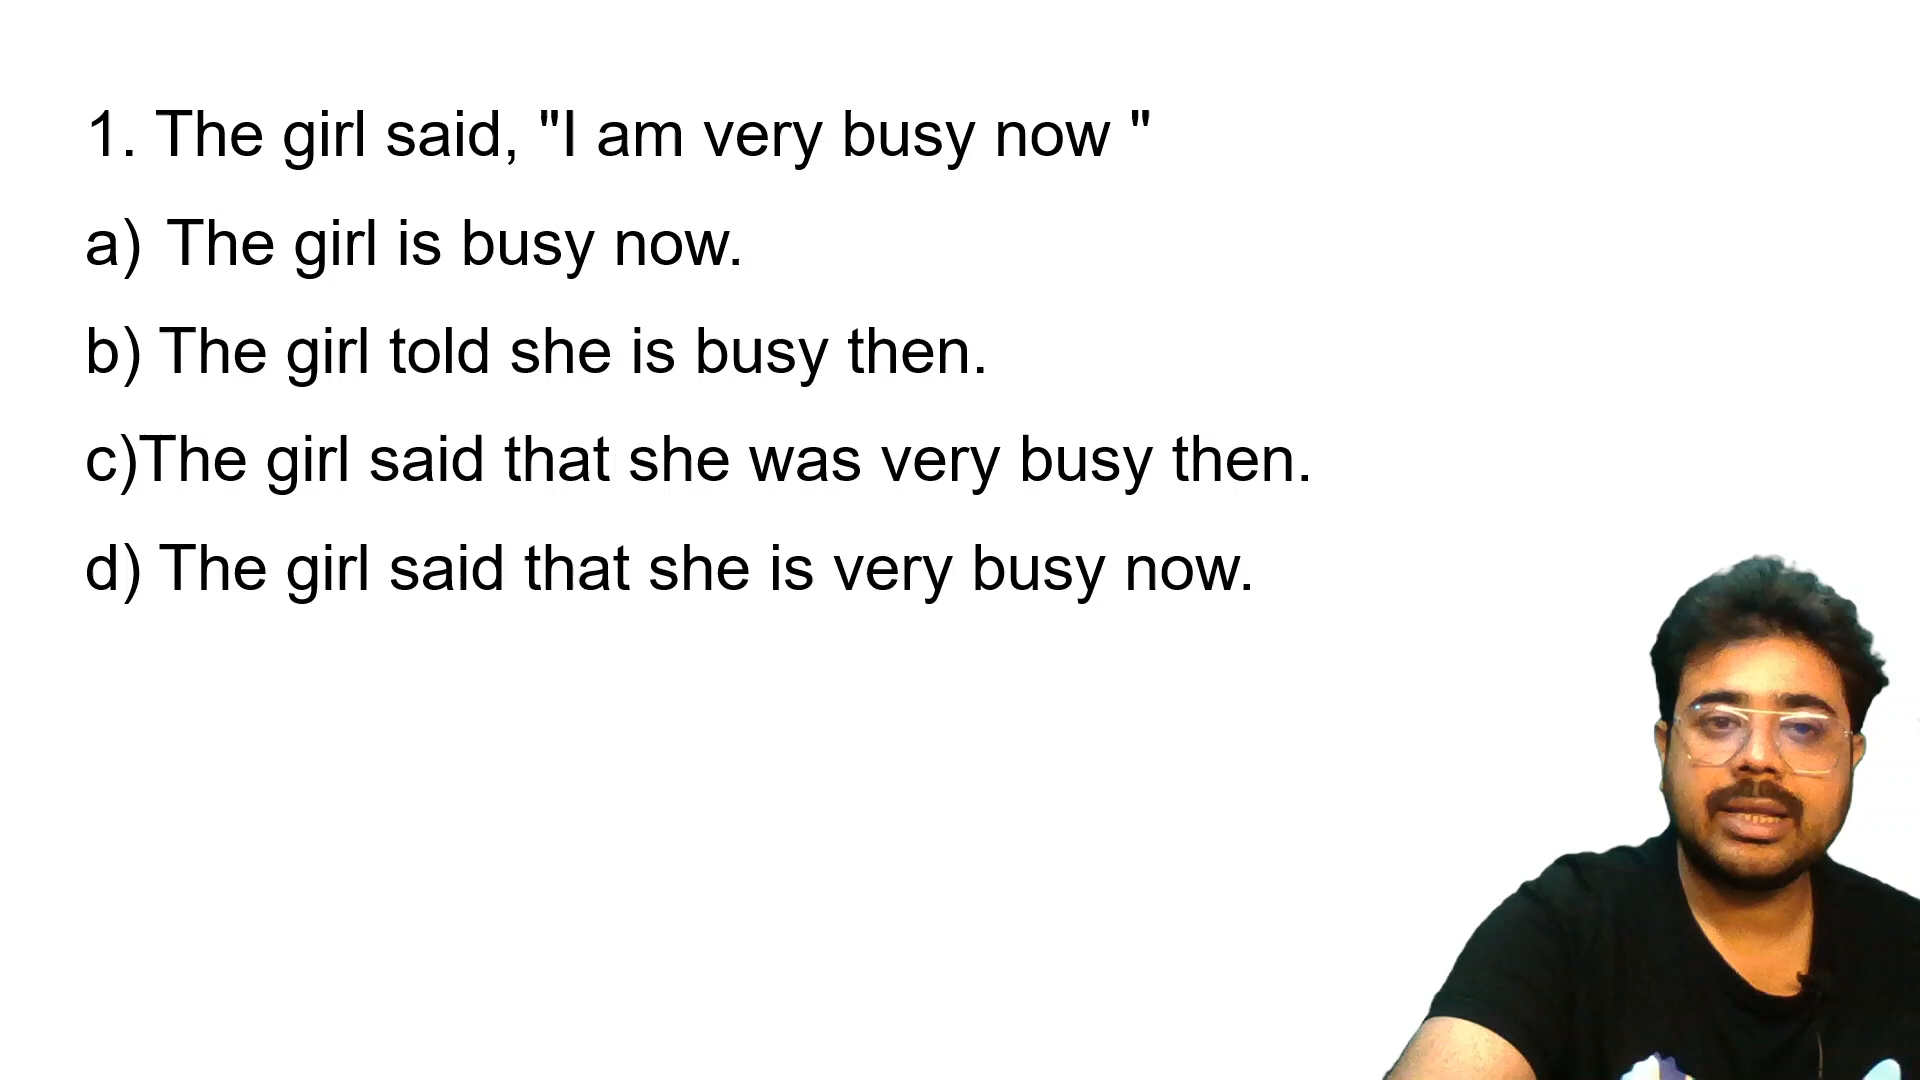 1. The girl said, "I am very busy now "
a) The girl is busy now.
b) The girl told she is busy then.
c)The girl said that she was very busy then.
d) The girl said that she is very busy now.